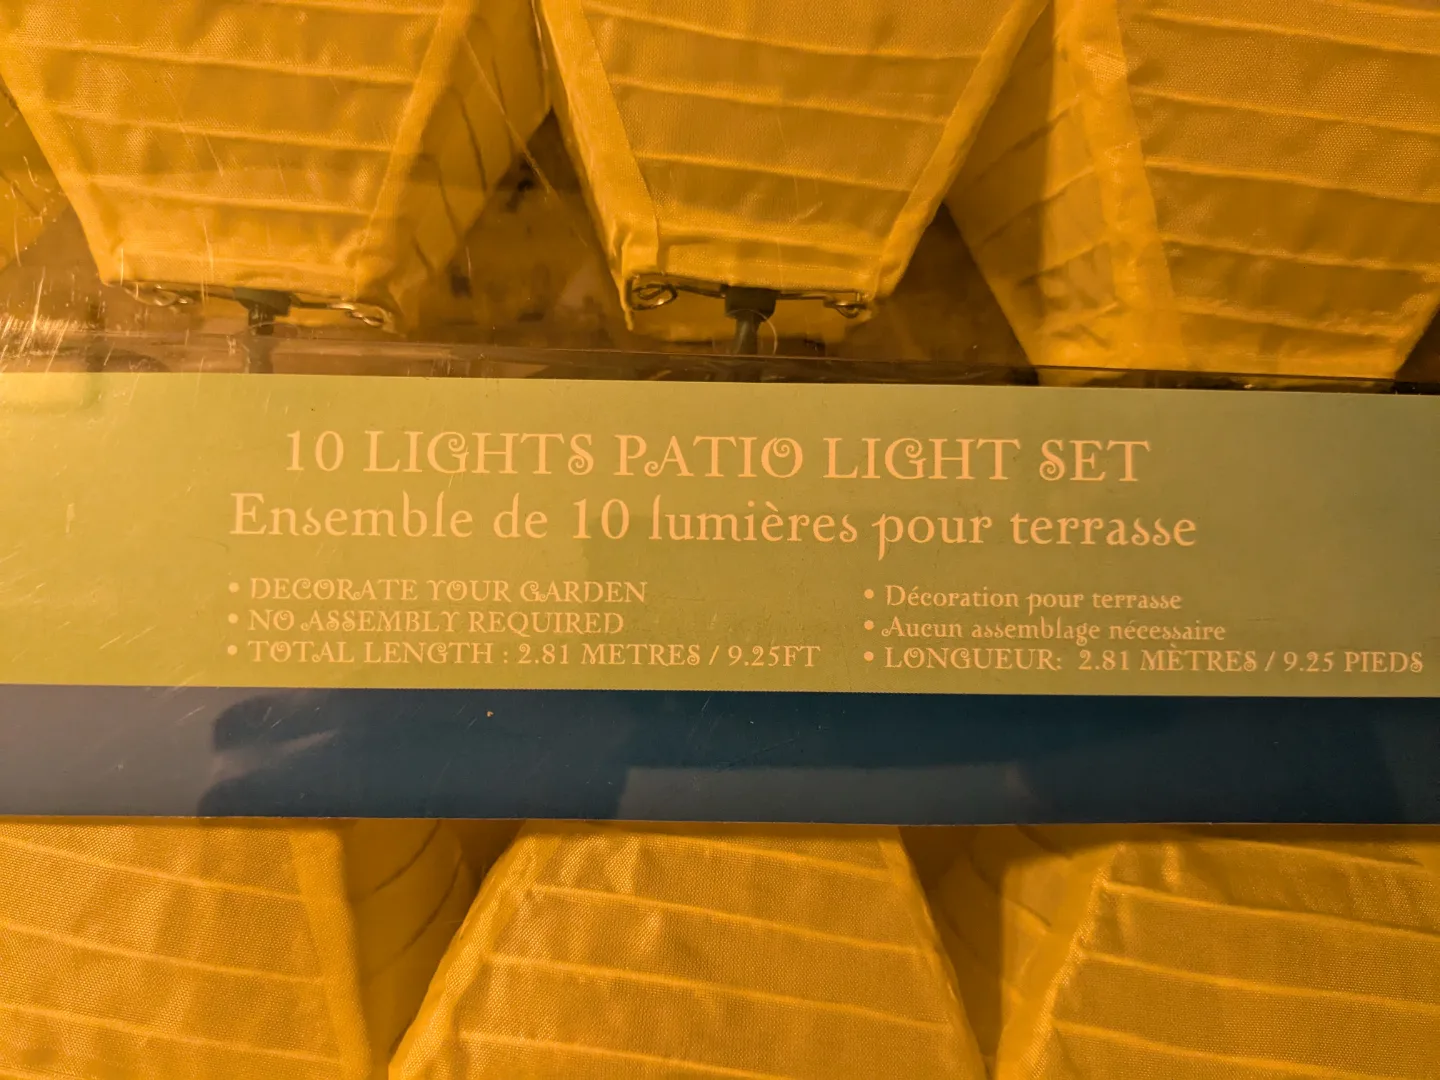 10 LIGHTS PATIO LIGHT SET
Ensemble de 10 lumières pour terrasse
• DECORATE YOUR GARDEN
• NO ASSEMBLY REQUIRED
• TOTAL LENGTH : 2.81 METRES / 9.25FT
• Décoration pour terrasse
• Aucun assemblage nécessaire
• LONGUEUR: 2.81 MÈTRES / 9.25 PIEDS